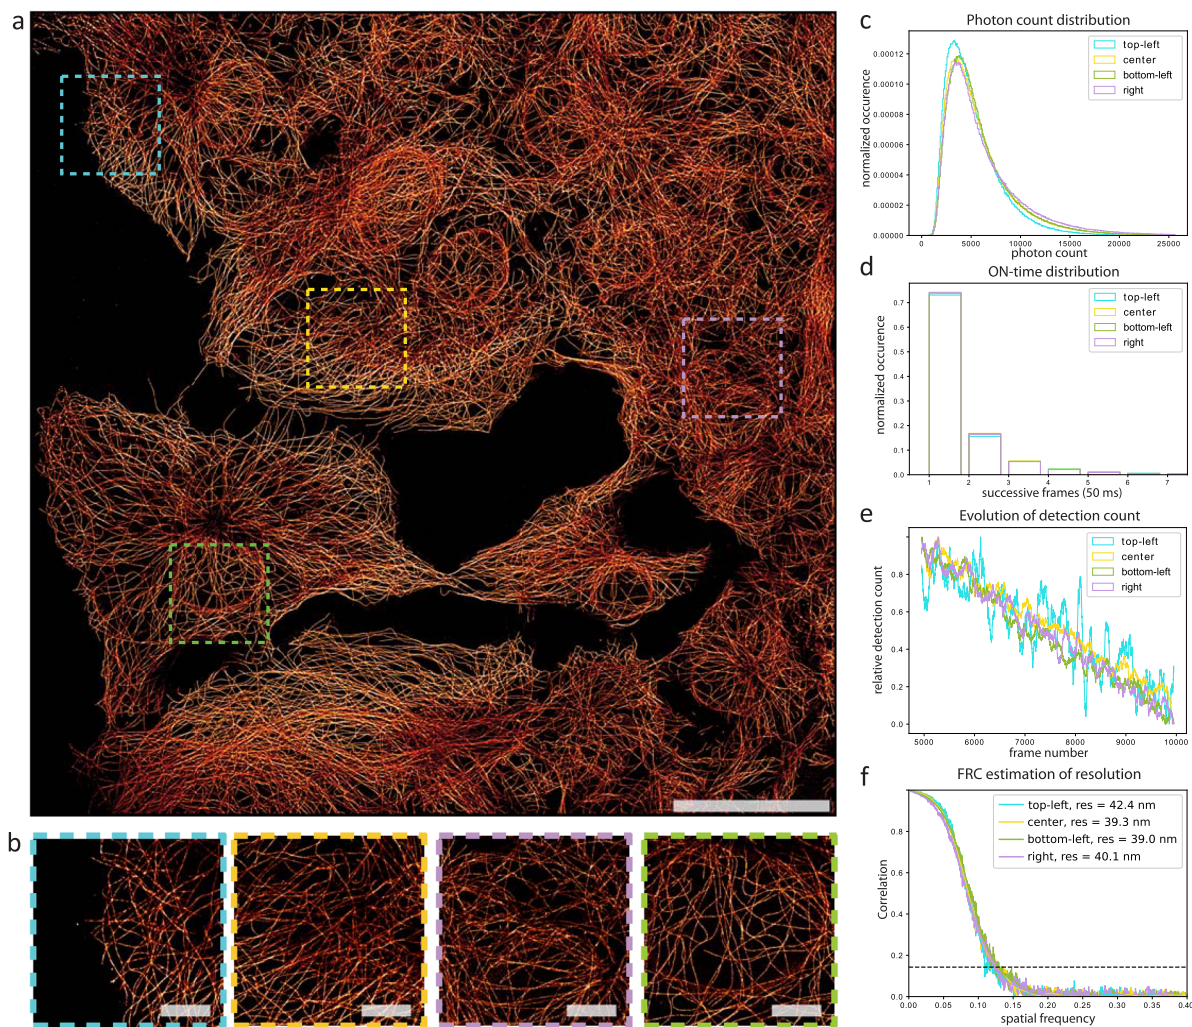 a
b
c
Photon count distribution
normalized occurence
0.00012
0.00010
0.00008
0.00006
0.00004
0.00002
0.00000
0
5000
10000
15000
20000
25000
photon count
top-left
center
bottom-left
right
d
ON-time distribution
normalized occurence
0.7
0.6
0.5
0.4
0.3
0.2
0.1
0.0
1
2
3
4
5
6
7
successive frames (50 ms)
top-left
center
bottom-left
right
e
Evolution of detection count
relative detection count
0.8
0.6
0.4
0.2
0.0
5000
6000
7000
8000
9000
10000
frame number
top-left
center
bottom-left
right
f
FRC estimation of resolution
Correlation
0.8
0.6
0.4
0.2
0.0
0.00
0.05
0.10
0.15
0.20
0.25
0.30
0.35
0.40
spatial frequency
top-left, res = 42.4 nm
center, res = 39.3 nm
bottom-left, res = 39.0 nm
right, res = 40.1 nm